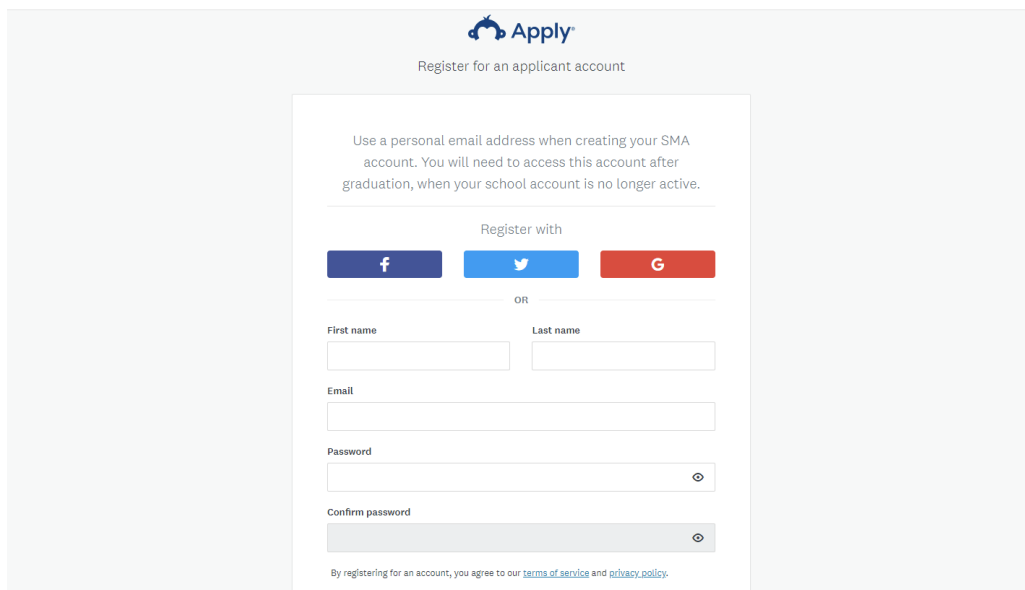 Apply
Register for an applicant account
Use a personal email address when creating your SMA
account. You will need to access this account after
graduation, when your school account is no longer active.
Register with
f
G
OR
First name
Last name
Email
Password
Confirm password
By registering for an account, you agree to our terms of service and privacy policy.